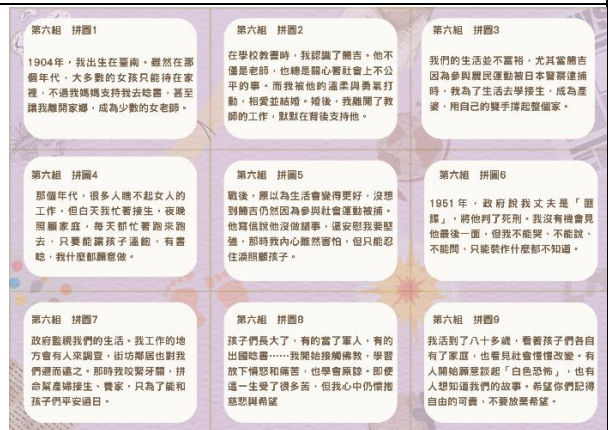 第六組　拼圖1
1904年，我出生在臺南。雖然在那
個年代，大多數的女孩只能待在家
裡，不過我媽媽支持我去唸書，甚至
讓我離開家鄉，成為少數的女老師。
第六組　拼圖2
在學校教書時，我認識了簡吉。他不
僅是老師，也總是關心著社會上不公
平的事。而我被他的溫柔與勇氣打
動，相愛並結婚。婚後，我離開了教
師的工作，默默在背後支持他。
第六組　拼圖3
我們的生活並不富裕，尤其當簡吉
因為參與農民運動被日本警察逮捕
時，我為了生活去學接生，成為產
婆，用自己的雙手撐起整個家。
第六組　拼圖4
那個年代，很多人瞧不起女人的
工作，但白天我忙著接生，夜晚
照顧家庭，每天都忙著跑來跑
去，只要能讓孩子溫飽、有書
唸，我什麼都願意做。
第六組　拼圖5
戰後，原以為生活會變得更好，沒想
到簡吉仍然因為參與社會運動被捕。
他寫信說他沒做錯事，還安慰我要堅
強，那時我內心雖然害怕，但只能忍
住淚照顧孩子。
第六組　拼圖6
1951 年，政府說我丈夫是「匪
諜」，將他判了死刑。我沒有機會見
他最後一面，但我不能哭、不能說、
不能問，只能裝作什麼都不知道。
第六組　拼圖7
政府監視我們的生活。我工作的地
方會有人來調查，街坊鄰居也對我
們避而遠之。那時我咬緊牙關，拼
命幫產婦接生、養家，只為了能和
孩子們平安過日。
第六組　拼圖8
孩子們長大了，有的當了軍人，有的
出國唸書……我開始接觸佛教，學習
放下憤怒和痛苦，也學會原諒。即使
這一生受了很多苦，但我心中仍懷抱
慈悲與希望
第六組　拼圖9
我活到了八十多歲，看著孩子們各自
有了家庭，也看見社會慢慢改變。有
人開始願意談起「白色恐怖」，也有
人想知道我們的故事。希望你們記得
自由的可貴，不要放棄希望。